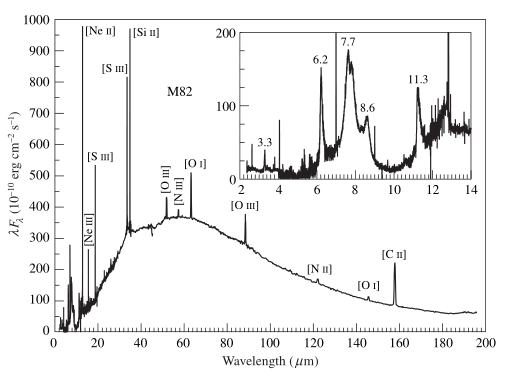 1000
900
800
700
600
500
400
300
200
100
0
λFλ (10⁻¹⁰ erg cm⁻² s⁻¹)
[Ne II]
[Si II]
[S III]
M82
[S III]
[Ne III]
[O III]
[N III]
[O I]
[O III]
[N II]
[O I]
[C II]
200
100
0
3.3
6.2
7.7
8.6
11.3
2 4 6 8 10 12 14
0 20 40 60 80 100 120 140 160 180 200
Wavelength (μm)